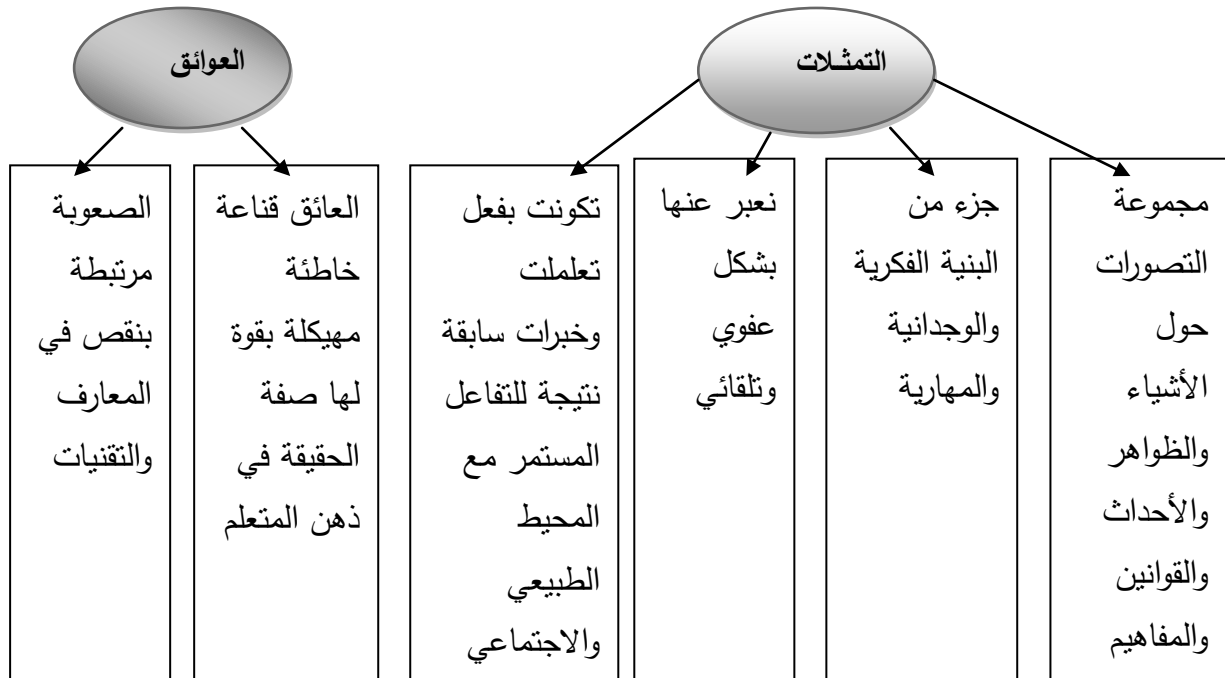 التمثـلات
العوائق
مجموعة
التصورات
حول
الأشياء
والظواهر
والأحداث
والقوانين
والمفاهيم
جزء من
البنية الفكرية
والوجدانية
والمهارية
نعبر عنها
بشكل
عفوي
وتلقائي
تكونت بفعل
تعلملت
وخبرات سابقة
نتيجة للتفاعل
المستمر مع
المحيط
الطبيعي
والاجتماعي
العائق قناعة
خاطئة
مهيكلة بقوة
لها صفة
الحقيقة في
ذهن المتعلم
الصعوبة
مرتبطة
بنقص في
المعارف
والتقنيات